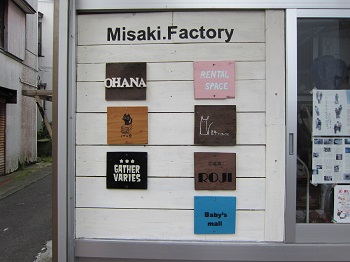 Misaki.Factory
OHANA
RENTAL
SPACE
GATHER
VARIES
ROJI
Baby's
mall